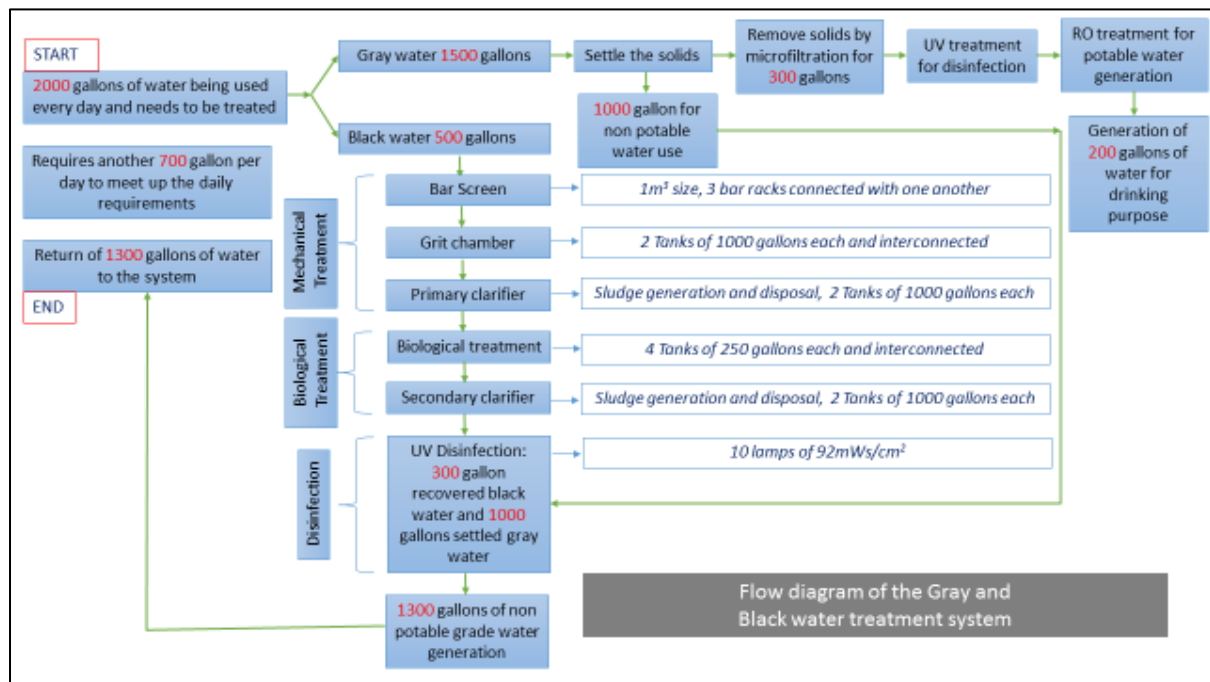 START
2000 gallons of water being used
every day and needs to be treated
Requires another 700 gallon per
day to meet up the daily
requirements
Return of 1300 gallons of water
to the system
END
Gray water 1500 gallons
Black water 500 gallons
Settle the solids
1000 gallon for
non potable
water use
Remove solids by
microfiltration for
300 gallons
UV treatment
for disinfection
RO treatment for
potable water
generation
Generation of
200 gallons of
water for
drinking
purpose
Mechanical
Treatment
Bar Screen
1m³ size, 3 bar racks connected with one another
Grit chamber
2 Tanks of 1000 gallons each and interconnected
Primary clarifier
Sludge generation and disposal, 2 Tanks of 1000 gallons each
Biological
Treatment
Biological treatment
4 Tanks of 250 gallons each and interconnected
Secondary clarifier
Sludge generation and disposal, 2 Tanks of 1000 gallons each
Disinfection
UV Disinfection:
300 gallon
recovered black
water and 1000
gallons settled gray
water
10 lamps of 92mWs/cm²
1300 gallons of non
potable grade water
generation
Flow diagram of the Gray and
Black water treatment system